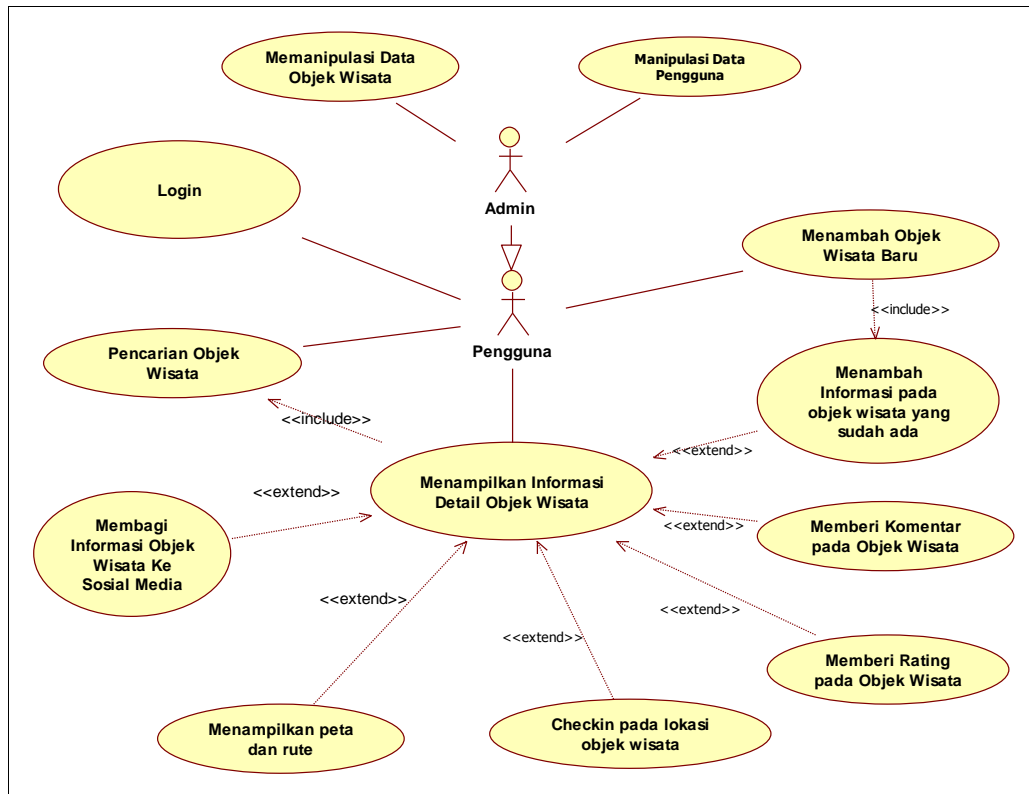 Memanipulasi Data
Objek Wisata
Manipulasi Data
Pengguna
Login
Admin
Menambah Objek
Wisata Baru
<<include>>
Pencarian Objek
Wisata
Pengguna
Menambah
Informasi pada
objek wisata yang
sudah ada
<<include>>
<<extend>>
Menampilkan Informasi
Detail Objek Wisata
<<extend>>
Membagi
Informasi Objek
Wisata Ke
Sosial Media
<<extend>>
Memberi Komentar
pada Objek Wisata
<<extend>>
<<extend>>
<<extend>>
Memberi Rating
pada Objek Wisata
Menampilkan peta
dan rute
Checkin pada lokasi
objek wisata